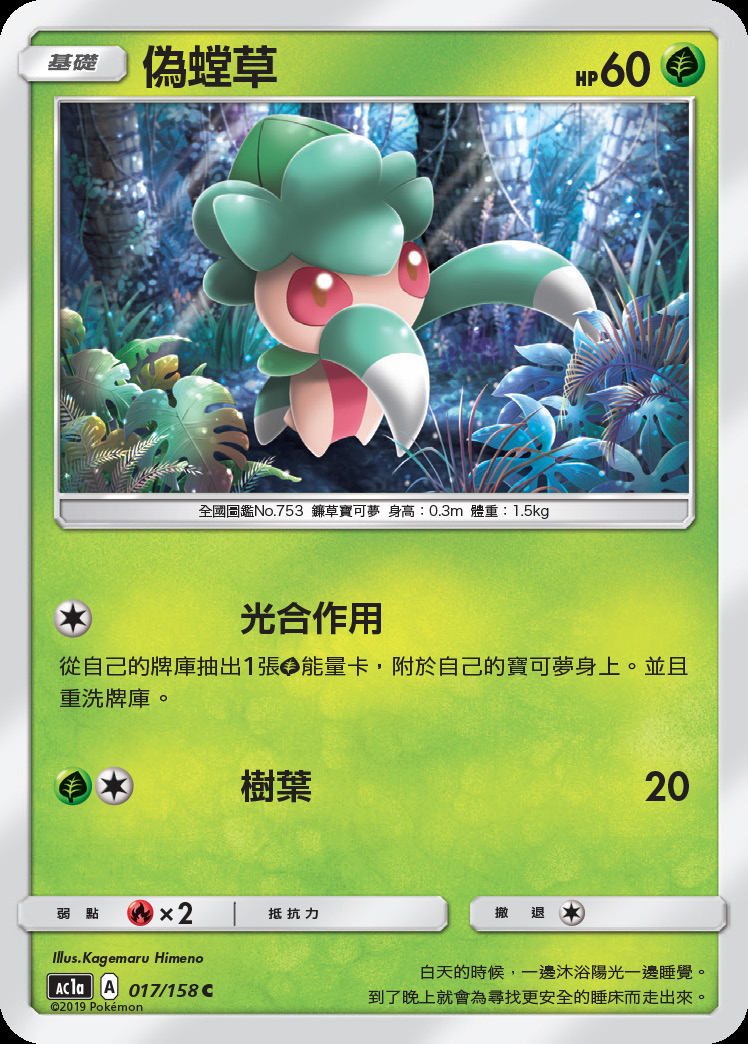 基礎 偽螳草 HP60
全國圖鑑No.753 鐮草寶可夢 身高：0.3m 體重：1.5kg
光合作用
從自己的牌庫抽出1張能量卡，附於自己的寶可夢身上。並且
重洗牌庫。
樹葉 20
弱點 ×2 抵抗力 撤退
Illus.Kagemaru Himeno
白天的時候，一邊沐浴陽光一邊睡覺。
AC1a A 017/158 C
到了晚上就會為尋找更安全的睡床而走出來。
©2019 Pokémon